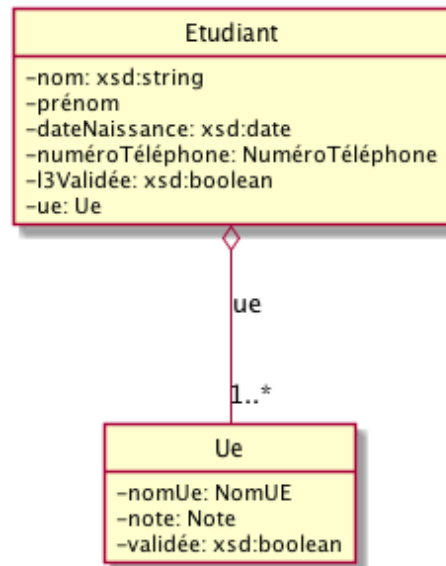 Etudiant
-nom: xsd:string
-prénom
-dateNaissance: xsd:date
-numéroTéléphone: NuméroTéléphone
-l3Validée: xsd:boolean
-ue: Ue
ue
1..*
Ue
-nomUe: NomUE
-note: Note
-validée: xsd:boolean